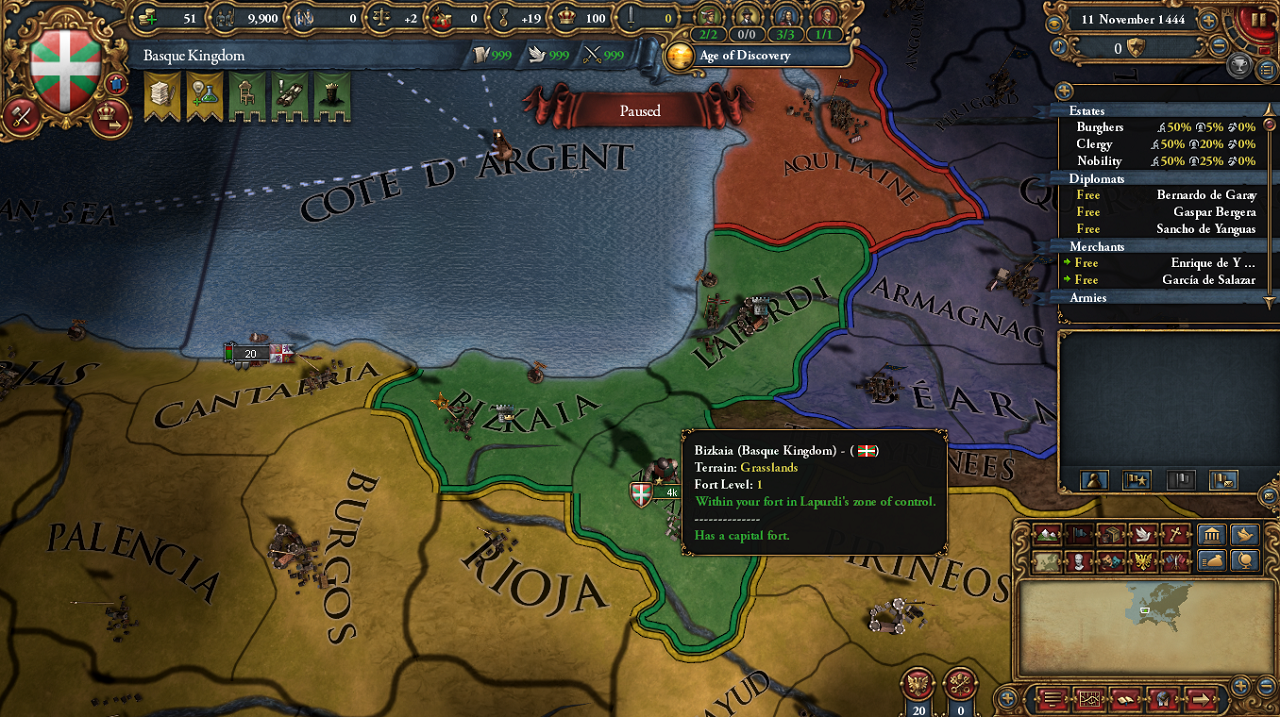 51 9,900 0 +2 0 +19 100 0
2/2 0/0 3/3 1/1
11 November 1444
0
Basque Kingdom
999 999 999
Age of Discovery
Paused
COTE D'ARGENT
AN SEA
PERIGORD
AQUITAINE
ARMAGNAC
LAPURDI
BIZKAIA
CANTABRIA
20
BURGOS
PALENCIA
RIOJA
4k
Bizkaia (Basque Kingdom) - ( )
Terrain: Grasslands
Fort Level: 1
Within your fort in Lapurdi's zone of control.
--------------
Has a capital fort.
PIRINEOS
Estates
Burghers 50% 5% 0%
Clergy 50% 20% 0%
Nobility 50% 25% 0%
Diplomats
Free Bernardo de Garay
Free Gaspar Bergera
Free Sancho de Yanguas
Merchants
Free Enrique de Y ...
Free García de Salazar
Armies
20 0